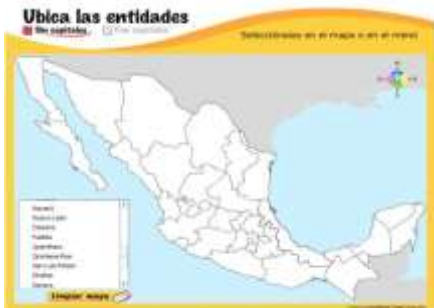 Ubica las entidades
Sin capitales
Con capitales
Selecciónalas en el mapa o en el menú
Nayarit
Nuevo León
Oaxaca
Puebla
Querétaro
Quintana Roo
San Luis Potosí
Sinaloa
Sonora
Limpiar mapa